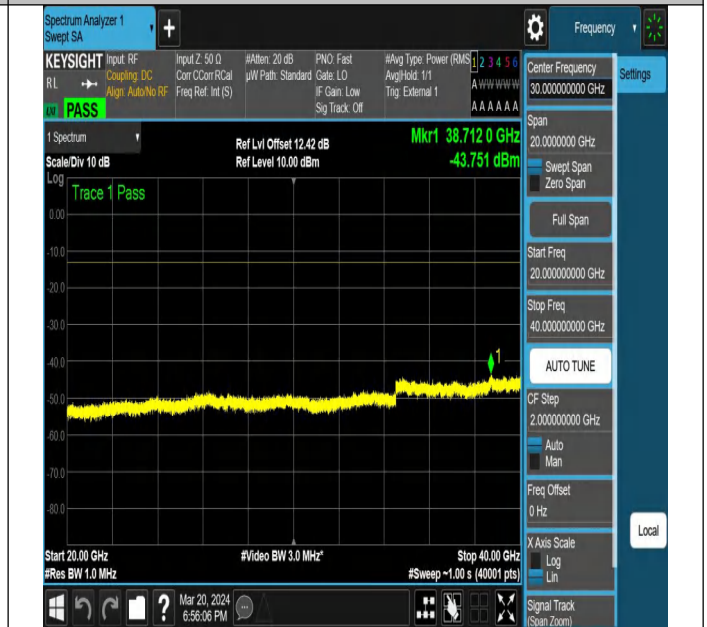 Spectrum Analyzer 1
Swept SA
Frequency
KEYSIGHT
RL
PASS
Input: RF
Coupling: DC
Align: Auto/No RF
Input Z: 50 Ω
Corr CCorr RCal
Freq Ref: Int (S)
#Atten: 20 dB
µW Path: Standard
PNO: Fast
Gate: LO
IF Gain: Low
Sig Track: Off
#Avg Type: Power (RMS
Avg|Hold: 1/1
Trig: External 1
1 2 3 4 5 6
A W W W W W
A A A A A A
Center Frequency
30.000000000 GHz
Settings
Span
20.0000000 GHz
Swept Span
Zero Span
Full Span
Start Freq
20.000000000 GHz
Stop Freq
40.000000000 GHz
AUTO TUNE
CF Step
2.000000000 GHz
Auto
Man
Freq Offset
0 Hz
X Axis Scale
Log
Lin
Local
Signal Track
(Span Zoom)
1 Spectrum
Scale/Div 10 dB
Ref Lvl Offset 12.42 dB
Ref Level 10.00 dBm
Mkr1 38.712 0 GHz
-43.751 dBm
Log
Trace 1 Pass
0.00
-10.0
-20.0
-30.0
-40.0
-50.0
-60.0
-70.0
-80.0
1
Start 20.00 GHz
#Res BW 1.0 MHz
#Video BW 3.0 MHz*
Stop 40.00 GHz
#Sweep ~1.00 s (40001 pts)
?
Mar 20, 2024
6:56:06 PM